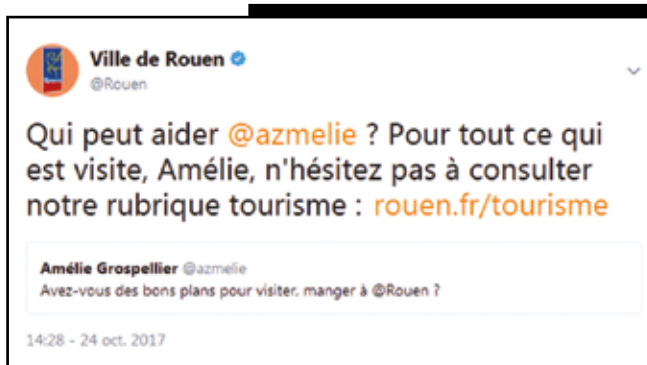 Ville de Rouen
@Rouen
Qui peut aider @azmelie ? Pour tout ce qui
est visite, Amélie, n'hésitez pas à consulter
notre rubrique tourisme : rouen.fr/tourisme
Amélie Grospellier @azmelie
Avez-vous des bons plans pour visiter, manger à @Rouen ?
14:28 - 24 oct. 2017